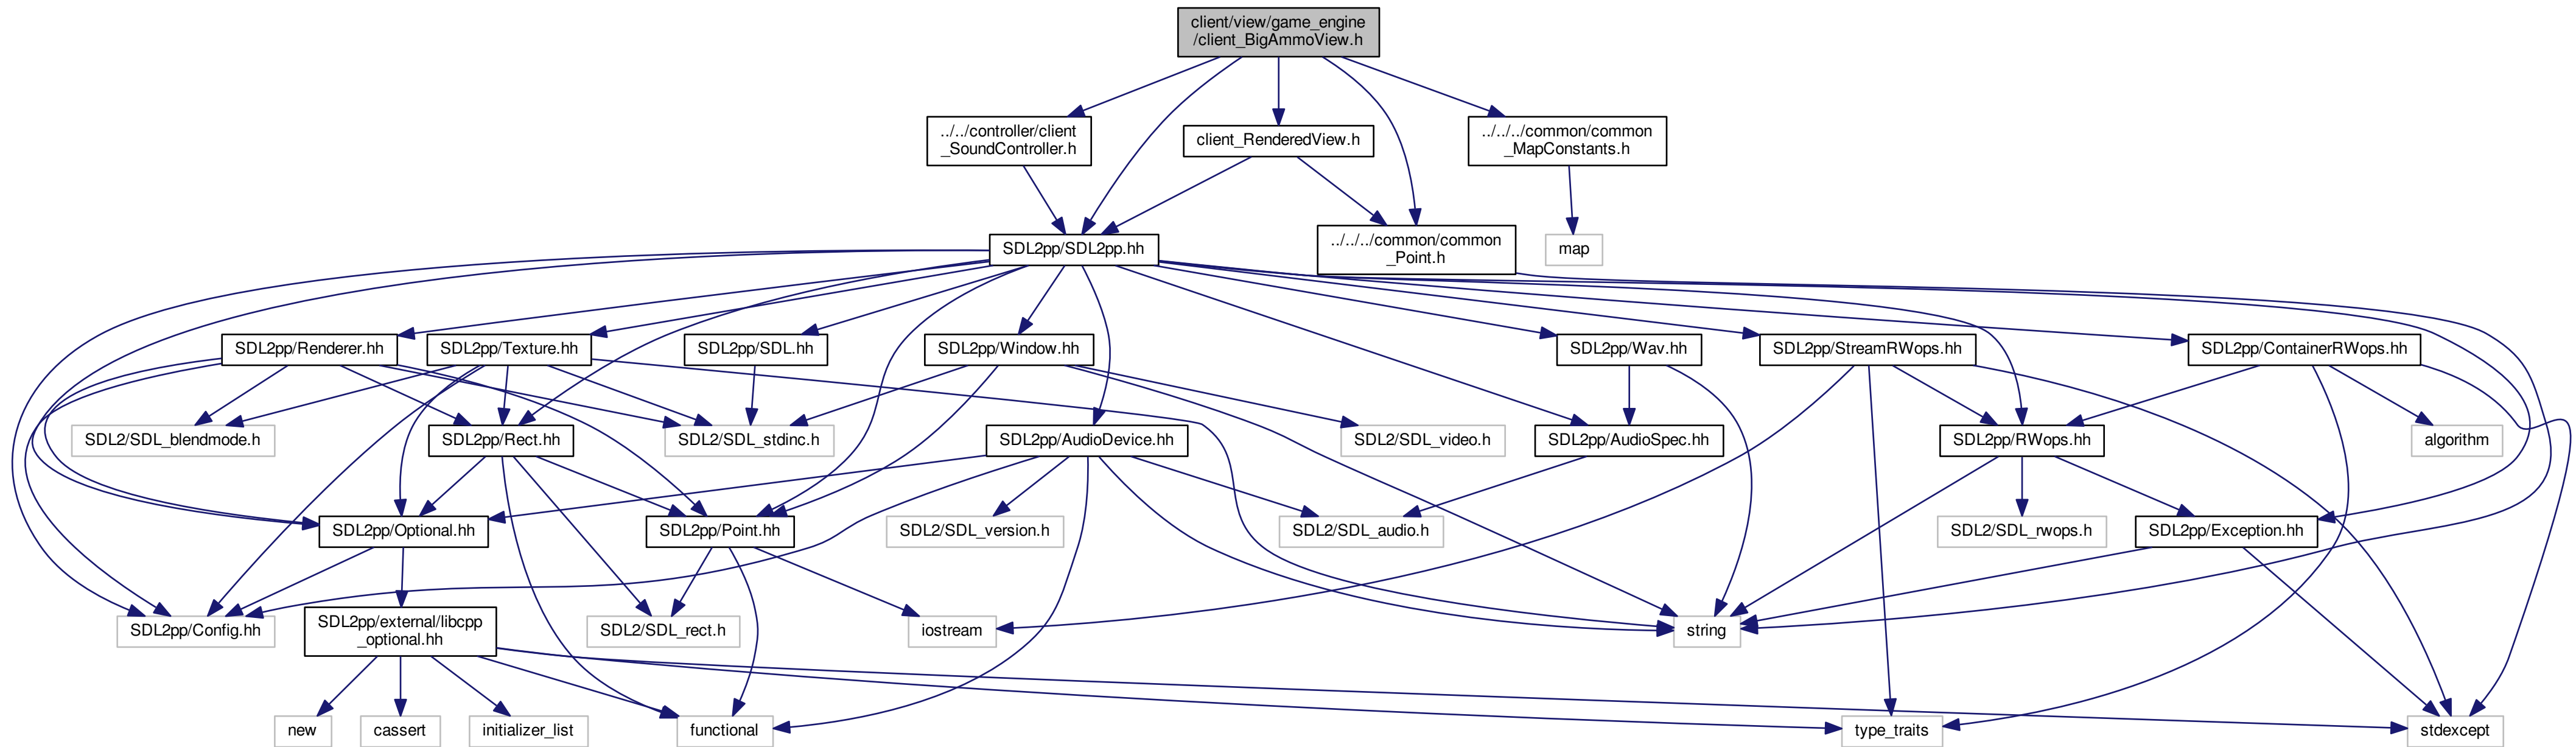 client/view/game_engine
/client_BigAmmoView.h
../../controller/client
_SoundController.h
client_RenderedView.h
../../../common/common
_MapConstants.h
SDL2pp/SDL2pp.hh
../../../common/common
_Point.h
map
SDL2pp/Renderer.hh
SDL2pp/Texture.hh
SDL2pp/SDL.hh
SDL2pp/Window.hh
SDL2pp/Wav.hh
SDL2pp/StreamRWops.hh
SDL2pp/ContainerRWops.hh
SDL2/SDL_blendmode.h
SDL2pp/Rect.hh
SDL2/SDL_stdinc.h
SDL2pp/AudioDevice.hh
SDL2/SDL_video.h
SDL2pp/AudioSpec.hh
SDL2pp/RWops.hh
algorithm
SDL2pp/Optional.hh
SDL2pp/Point.hh
SDL2/SDL_version.h
SDL2/SDL_audio.h
SDL2/SDL_rwops.h
SDL2pp/Exception.hh
SDL2pp/Config.hh
SDL2pp/external/libcpp
_optional.hh
SDL2/SDL_rect.h
iostream
string
new
cassert
initializer_list
functional
type_traits
stdexcept